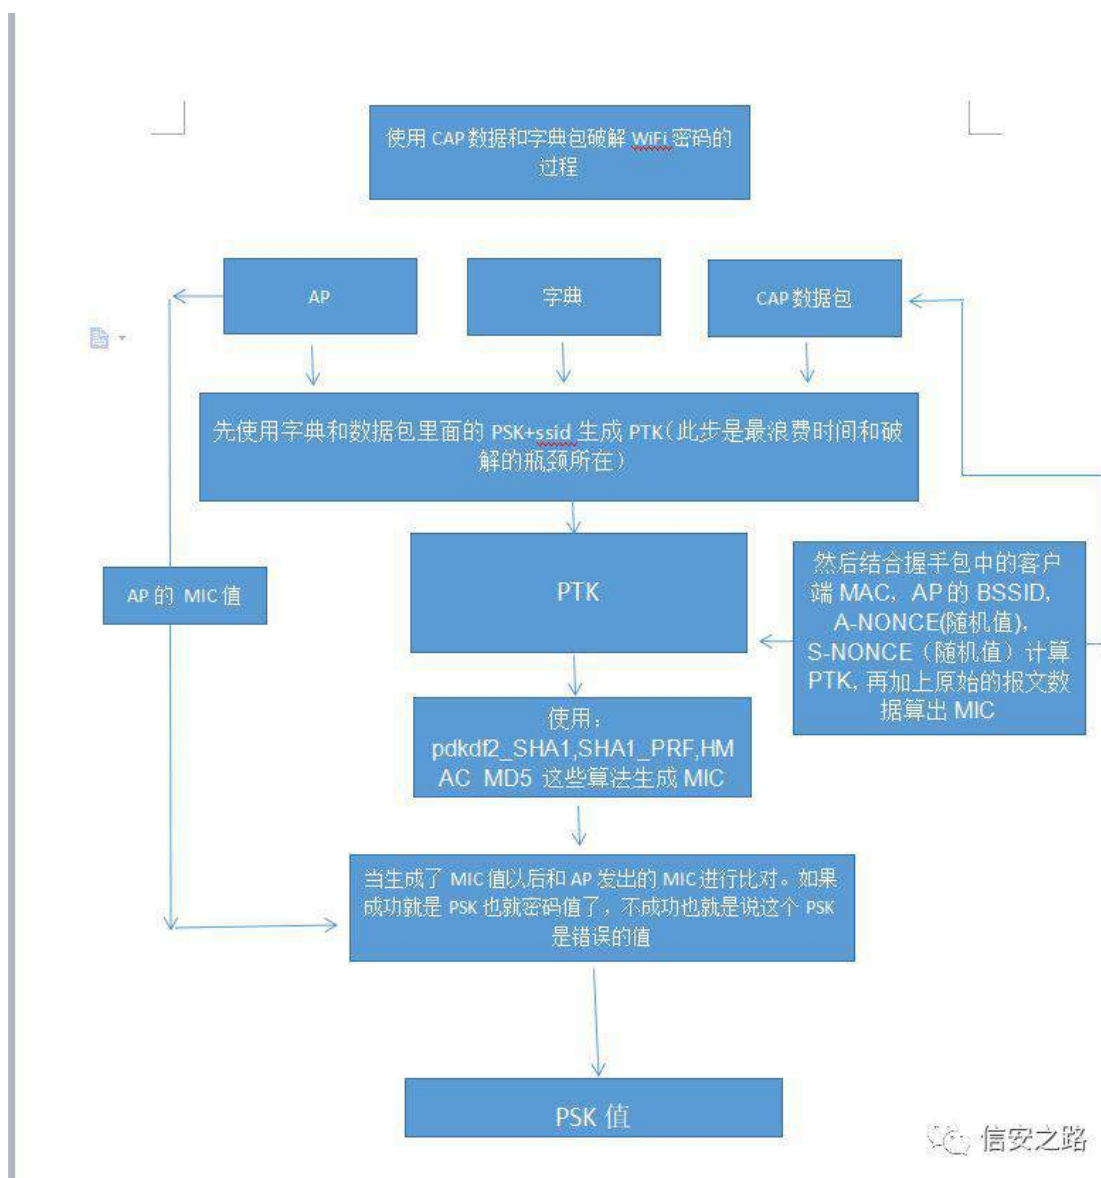 使用 CAP 数据和字典包破解 WiFi 密码的
过程
AP
字典
CAP 数据包
先使用字典和数据包里面的 PSK+ssid 生成 PTK（此步是最浪费时间和破
解的瓶颈所在）
PTK
然后结合握手包中的客户
端 MAC，AP 的 BSSID，
A-NONCE(随机值)，
S-NONCE（随机值）计算
PTK，再加上原始的报文数
据算出 MIC
AP 的 MIC 值
使用：
pdkdf2_SHA1,SHA1_PRF,HM
AC_MD5 这些算法生成 MIC
当生成了 MIC 值以后和 AP 发出的 MIC 进行比对。如果
成功就是 PSK 也就密码值了，不成功也就是说这个 PSK
是错误的值
PSK 值
信安之路